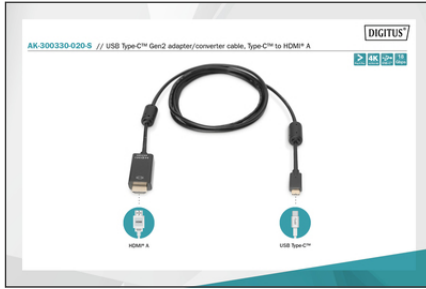 DIGITUS®
AK-300330-020-S // USB Type-C™ Gen2 adapter/converter cable, Type-C™ to HDMI® A
4K
10
HDMI® A
USB Type-C™